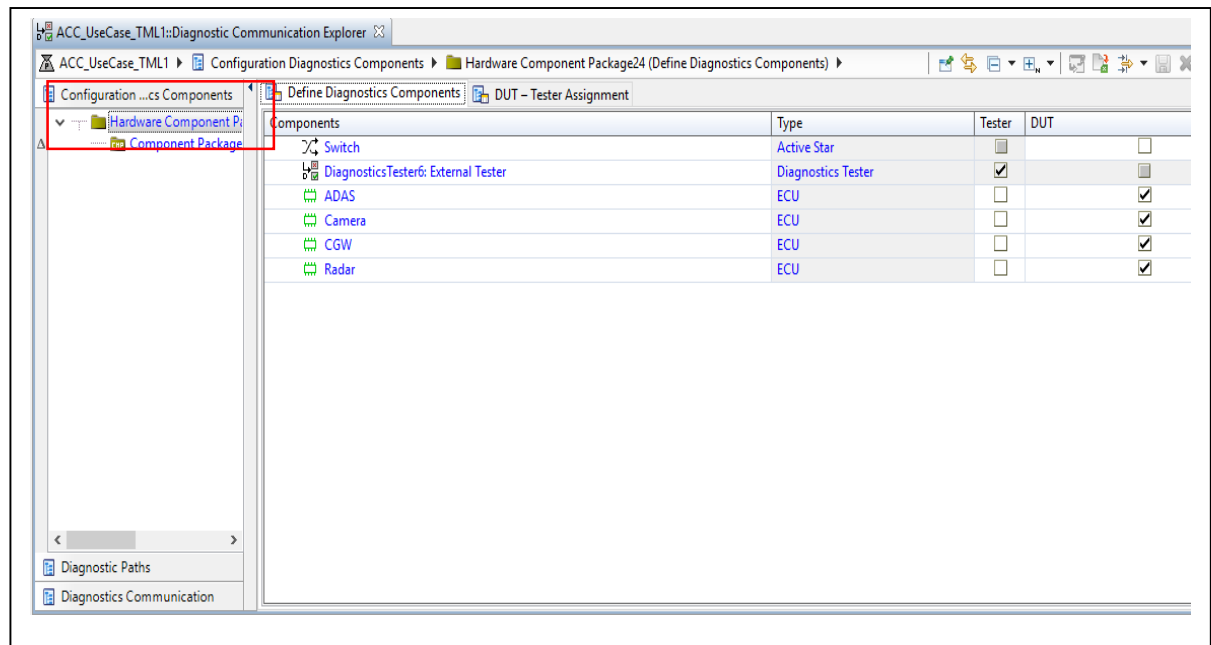 ACC_UseCase_TML1::Diagnostic Communication Explorer
ACC_UseCase_TML1 Configuration Diagnostics Components Hardware Component Package24 (Define Diagnostics Components)
Configuration ...cs Components
Define Diagnostics Components DUT – Tester Assignment
Hardware Component Pa
Component Package
Components Type Tester DUT
Switch Active Star
DiagnosticsTester6: External Tester Diagnostics Tester
ADAS ECU
Camera ECU
CGW ECU
Radar ECU
Diagnostic Paths
Diagnostics Communication